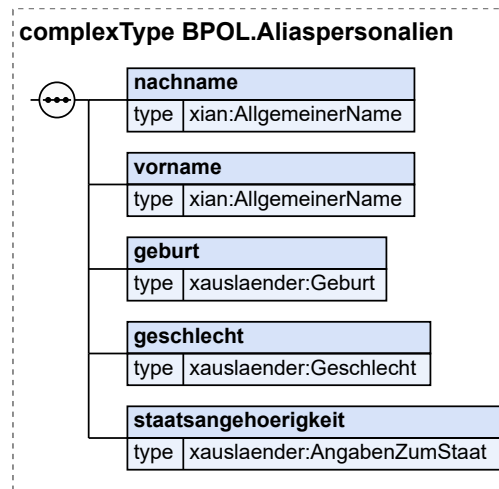 complexType BPOL.Aliaspersonalien
nachname
type xian:AllgemeinerName
vorname
type xian:AllgemeinerName
geburt
type xauslaender:Geburt
geschlecht
type xauslaender:Geschlecht
staatsangehoerigkeit
type xauslaender:AngabenZumStaat